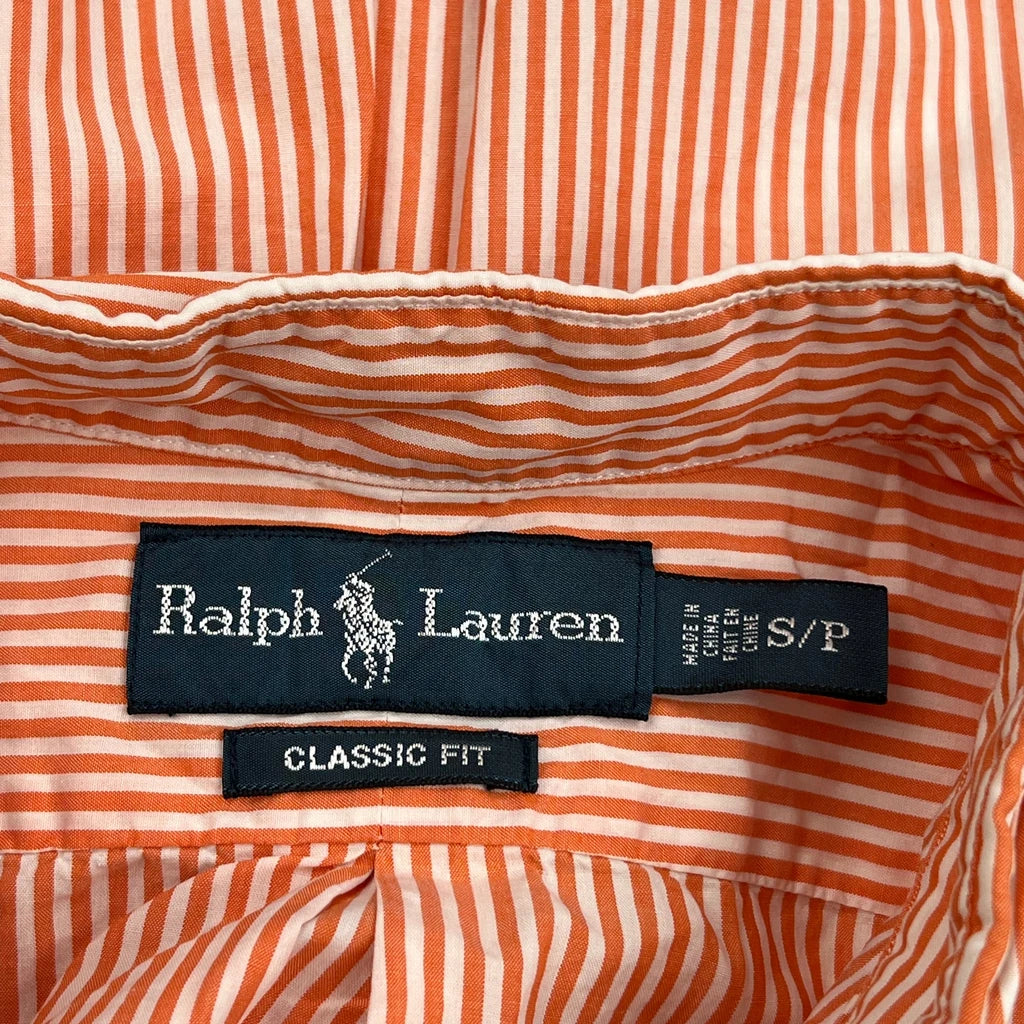 Ralph Lauren
MADE IN
CHINA
FAIT EN
CHINE
S/P
CLASSIC FIT